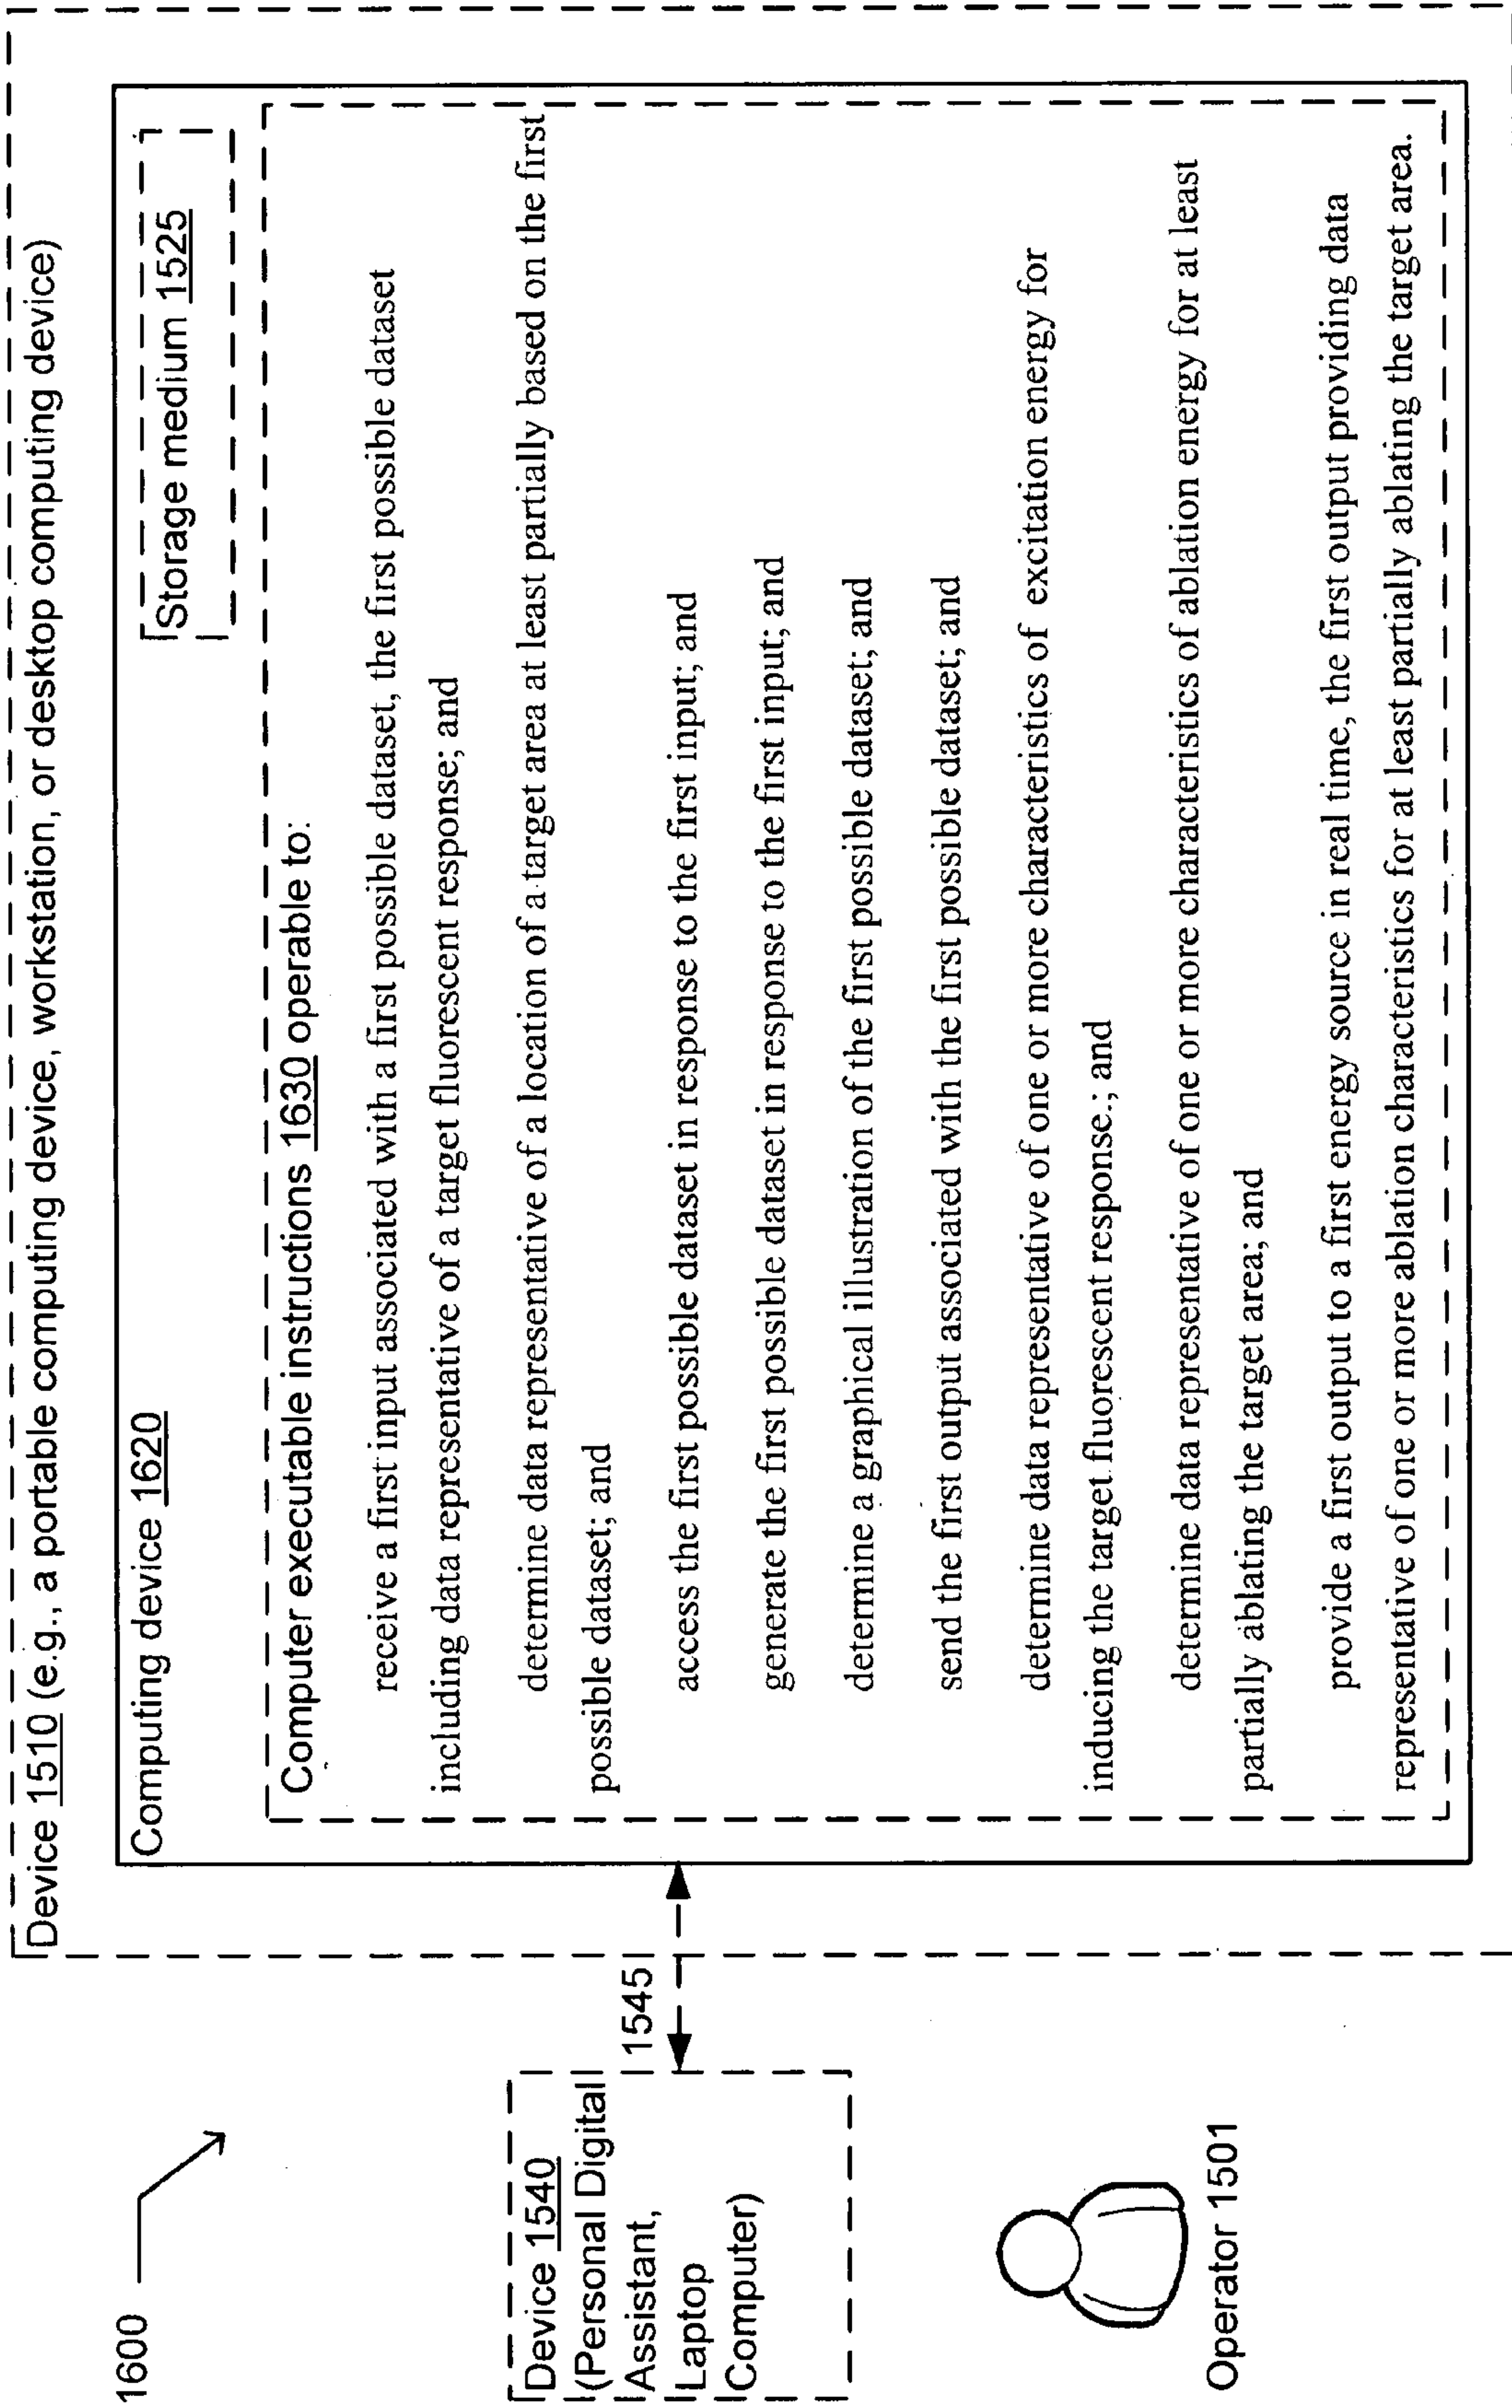 1600
Device 1510 (e.g., a portable computing device, workstation, or desktop computing device)
Computing device 1620
Storage medium 1525
Computer executable instructions 1630 operable to:
receive a first input associated with a first possible dataset, the first possible dataset
including data representative of a target fluorescent response; and
determine data representative of a location of a target area at least partially based on the first
possible dataset; and
access the first possible dataset in response to the first input; and
generate the first possible dataset in response to the first input; and
determine a graphical illustration of the first possible dataset; and
send the first output associated with the first possible dataset; and
determine data representative of one or more characteristics of excitation energy for
inducing the target fluorescent response.; and
determine data representative of one or more characteristics of ablation energy for at least
partially ablating the target area; and
provide a first output to a first energy source in real time, the first output providing data
representative of one or more ablation characteristics for at least partially ablating the target area.
Device 1540
(Personal Digital
Assistant,
Laptop
Computer)
1545
Operator 1501